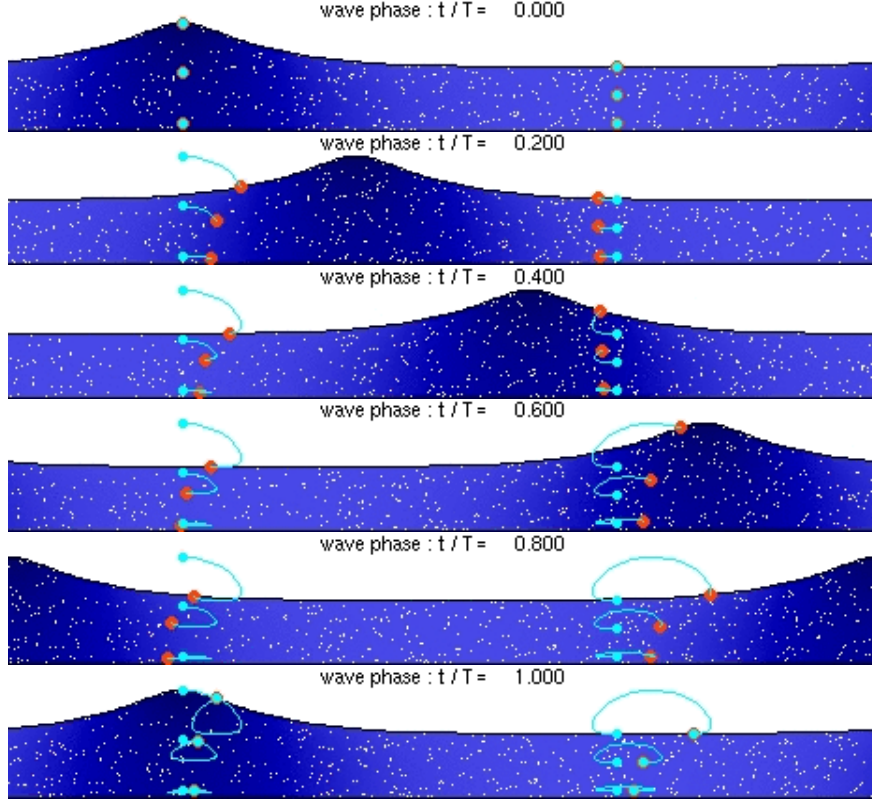 wave phase : t / T = 0.000
wave phase : t / T = 0.200
wave phase : t / T = 0.400
wave phase : t / T = 0.600
wave phase : t / T = 0.800
wave phase : t / T = 1.000